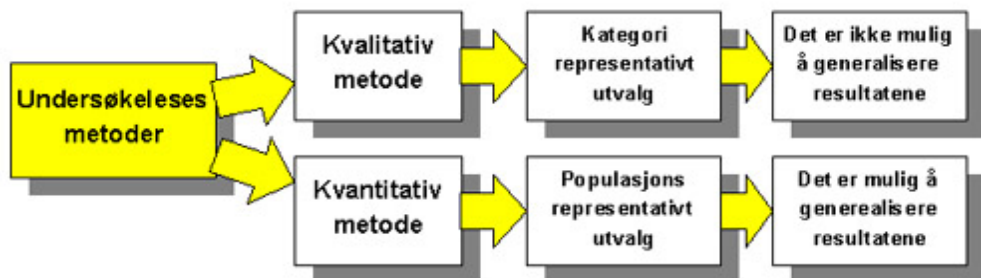 Undersøkeleses
metoder
Kvalitativ
metode
Kategori
representativt
utvalg
Det er ikke mulig
å generalisere
resultatene
Kvantitativ
metode
Populasjons
representativt
utvalg
Det er mulig å
generealisere
resultatene